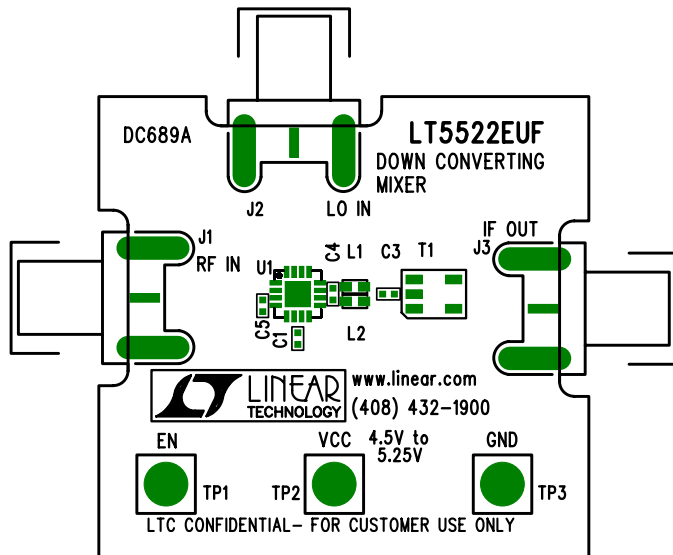 DC689A
LT5522EUF
DOWN CONVERTING
MIXER
J2
LO IN
J1
RF IN
IF OUT
J3
U1
C4
L1
C3
T1
C5
C1
L2
LINEAR
TECHNOLOGY
www.linear.com
(408) 432-1900
EN
VCC
4.5V to
5.25V
GND
TP1
TP2
TP3
LTC CONFIDENTIAL- FOR CUSTOMER USE ONLY